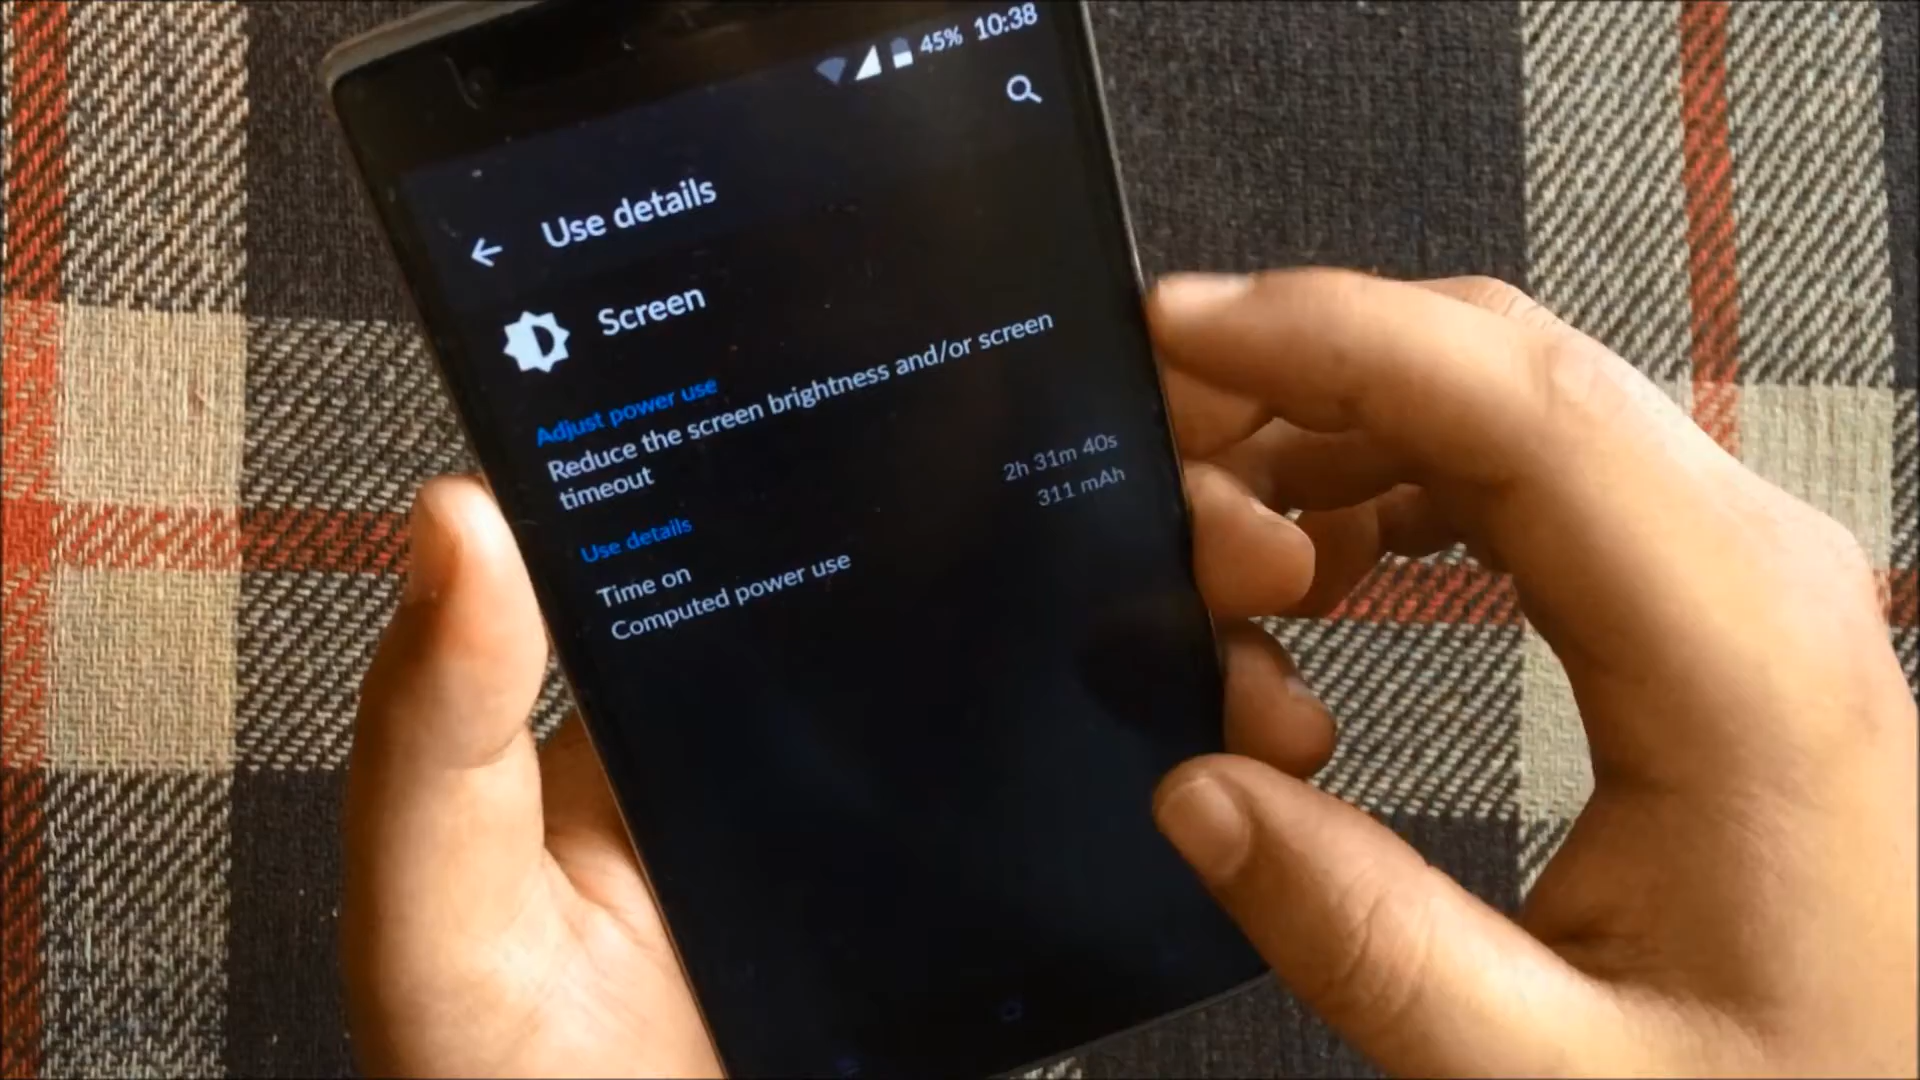 45% 10:38
Use details
Screen
Adjust power use
Reduce the screen brightness and/or screen
timeout
Use details
Time on 2h 31m 40s
Computed power use 311 mAh